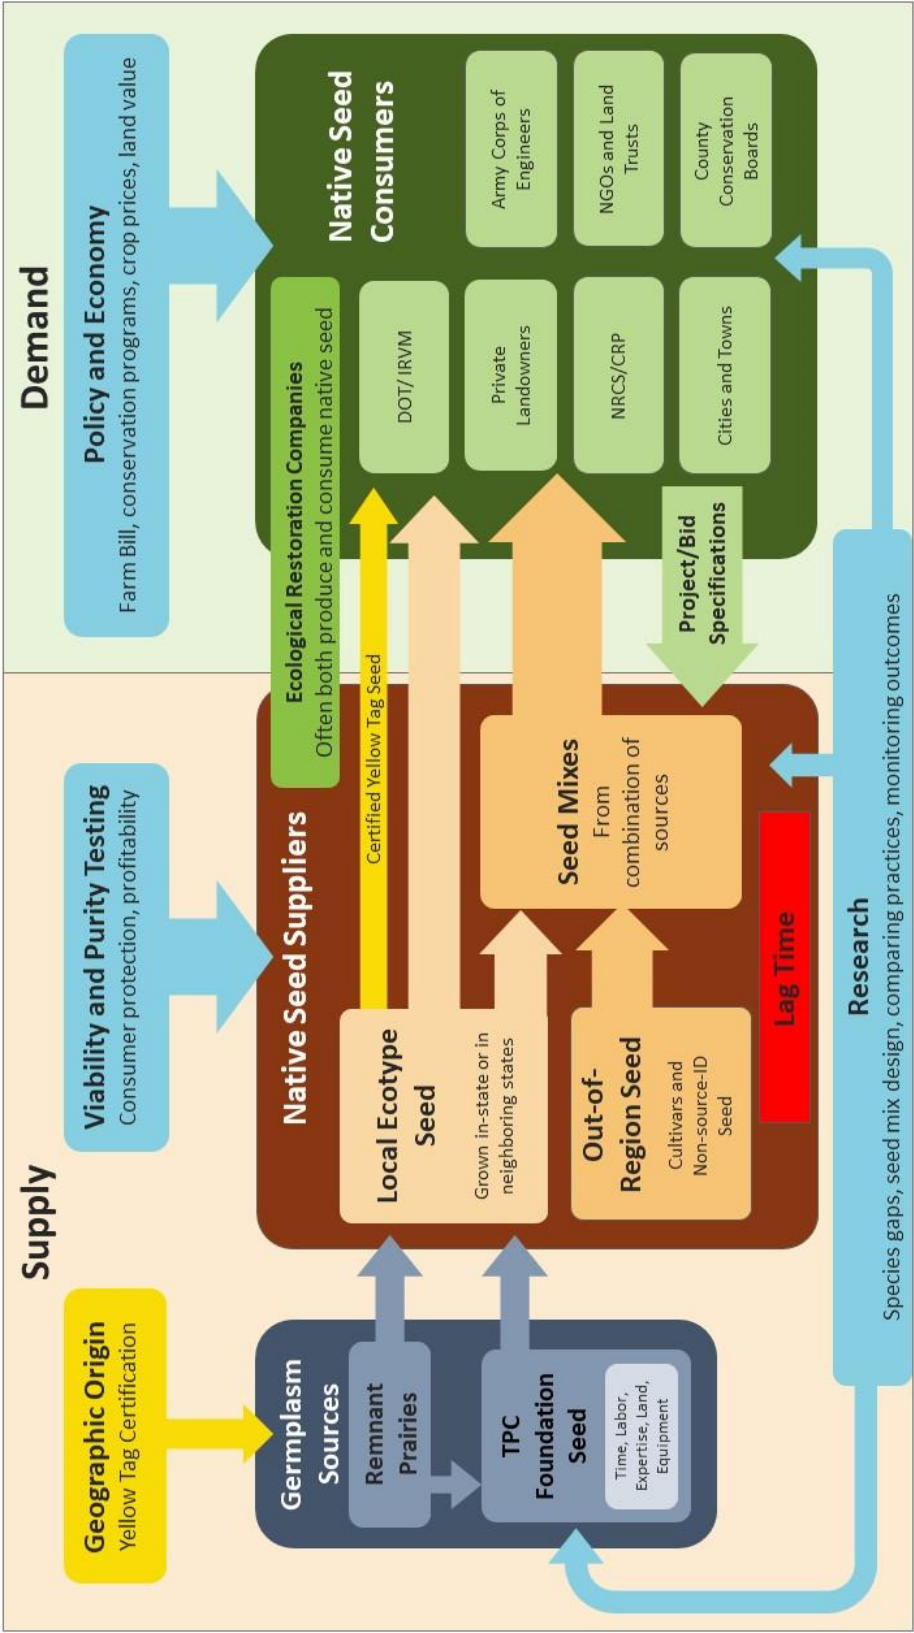 Supply
Demand
Geographic Origin
Yellow Tag Certification
Viability and Purity Testing
Consumer protection, profitability
Policy and Economy
Farm Bill, conservation programs, crop prices, land value
Germplasm
Sources
Remnant
Prairies
TPC
Foundation
Seed
Time, Labor,
Expertise, Land,
Equipment
Native Seed Suppliers
Local Ecotype
Seed
Grown in-state or in
neighboring states
Out-of-
Region Seed
Cultivars and
Non-source-ID
Seed
Seed Mixes
From
combination of
sources
Lag Time
Ecological Restoration Companies
Often both produce and consume native seed
Certified Yellow Tag Seed
Project/Bid
Specifications
Native Seed
Consumers
DOT/ IRVM
Private
Landowners
NRCS/CRP
Cities and Towns
Army Corps of
Engineers
NGOs and Land
Trusts
County
Conservation
Boards
Research
Species gaps, seed mix design, comparing practices, monitoring outcomes